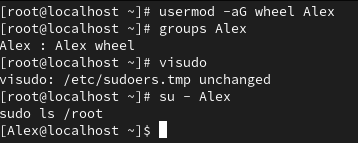 [root@localhost ~]# usermod -aG wheel Alex
[root@localhost ~]# groups Alex
Alex : Alex wheel
[root@localhost ~]# visudo
visudo: /etc/sudoers.tmp unchanged
[root@localhost ~]# su - Alex
sudo ls /root
[Alex@localhost ~]$